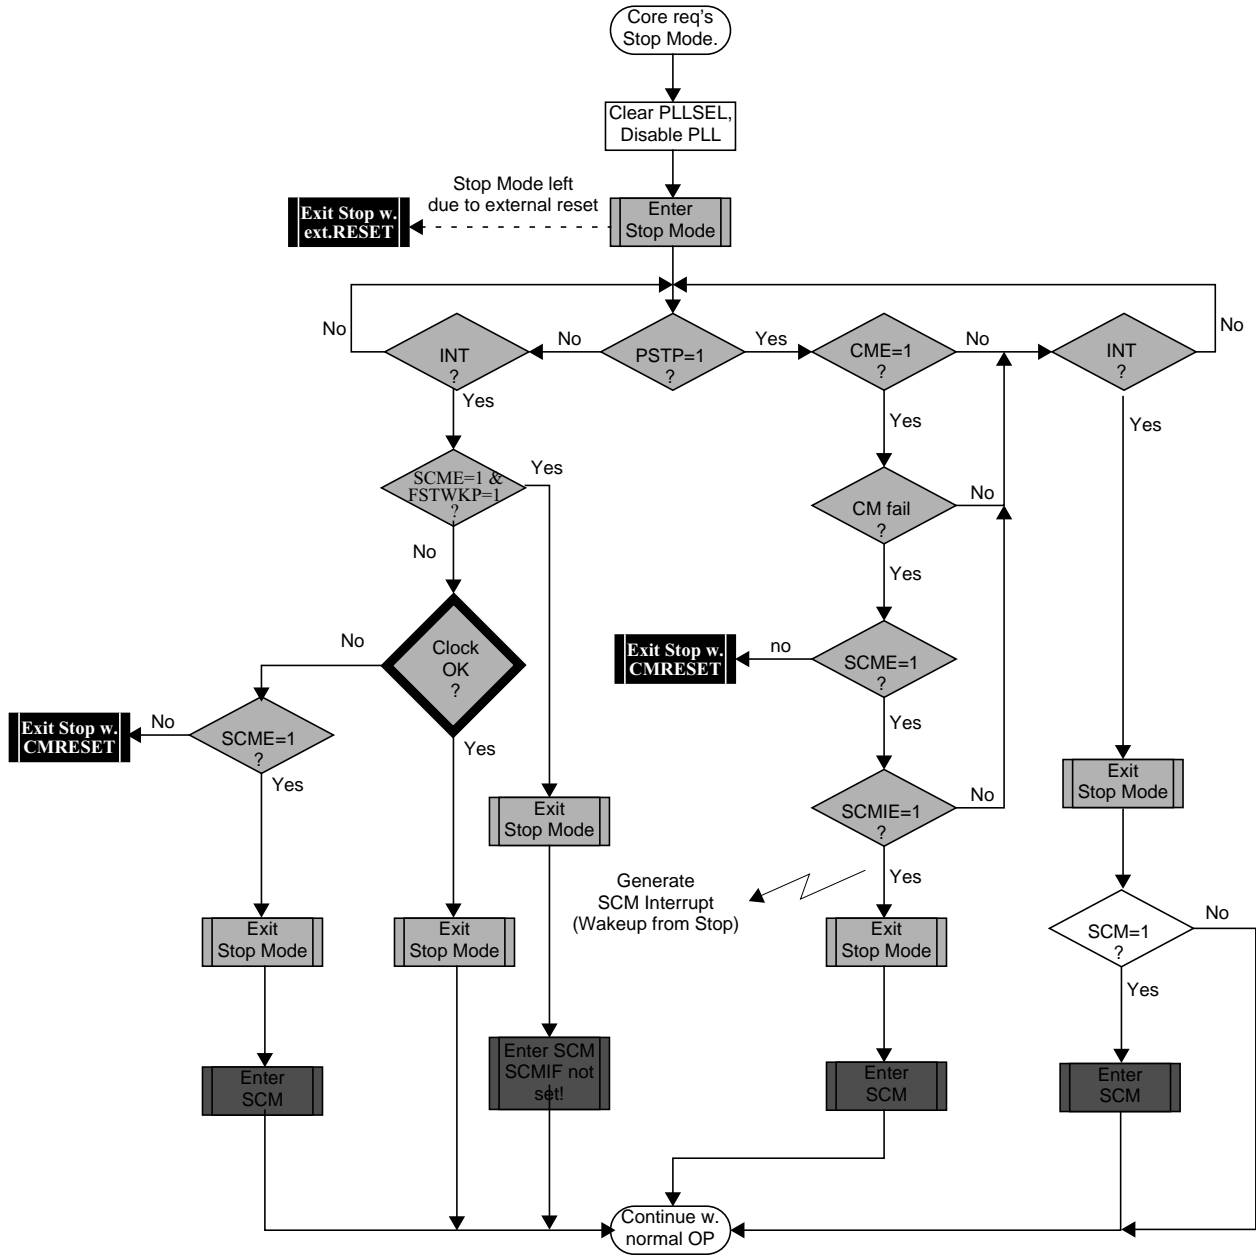 Core req's
Stop Mode.
Clear PLLSEL,
Disable PLL
Stop Mode left
due to external reset
Exit Stop w.
ext.RESET
Enter
Stop Mode
No
INT
?
No
PSTP=1
?
Yes
CME=1
?
No
INT
?
No
Yes
Yes
Yes
SCME=1 &
FSTWKP=1
?
Yes
CM fail
?
No
No
Yes
No
Clock
OK
?
Exit Stop w.
CMRESET
no
SCME=1
?
Exit Stop w.
CMRESET
No
SCME=1
?
Yes
Yes
Yes
Exit
Stop Mode
SCMIE=1
?
No
Exit
Stop Mode
Generate
SCM Interrupt
(Wakeup from Stop)
Yes
Exit
Stop Mode
Exit
Stop Mode
Exit
Stop Mode
SCM=1
?
No
Yes
Enter
SCM
Enter SCM
SCMIF not
set!
Enter
SCM
Enter
SCM
Continue w.
normal OP